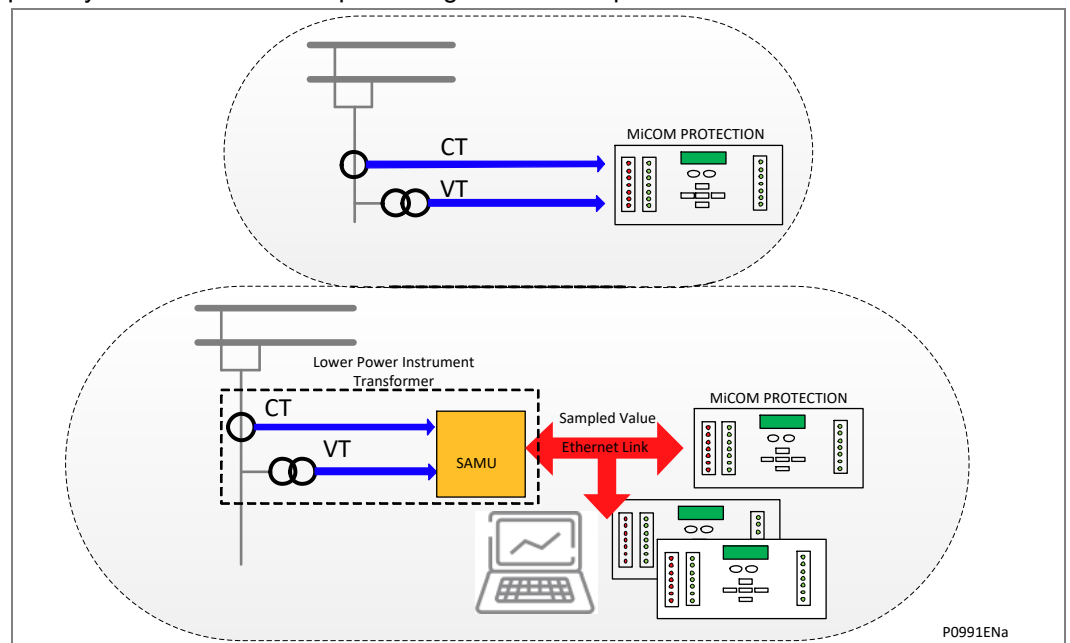 CT
MiCOM PROTECTION
VT
Lower Power Instrument
Transformer
CT
MiCOM PROTECTION
Sampled Value
VT
Ethernet Link
SAMU
P0991ENa